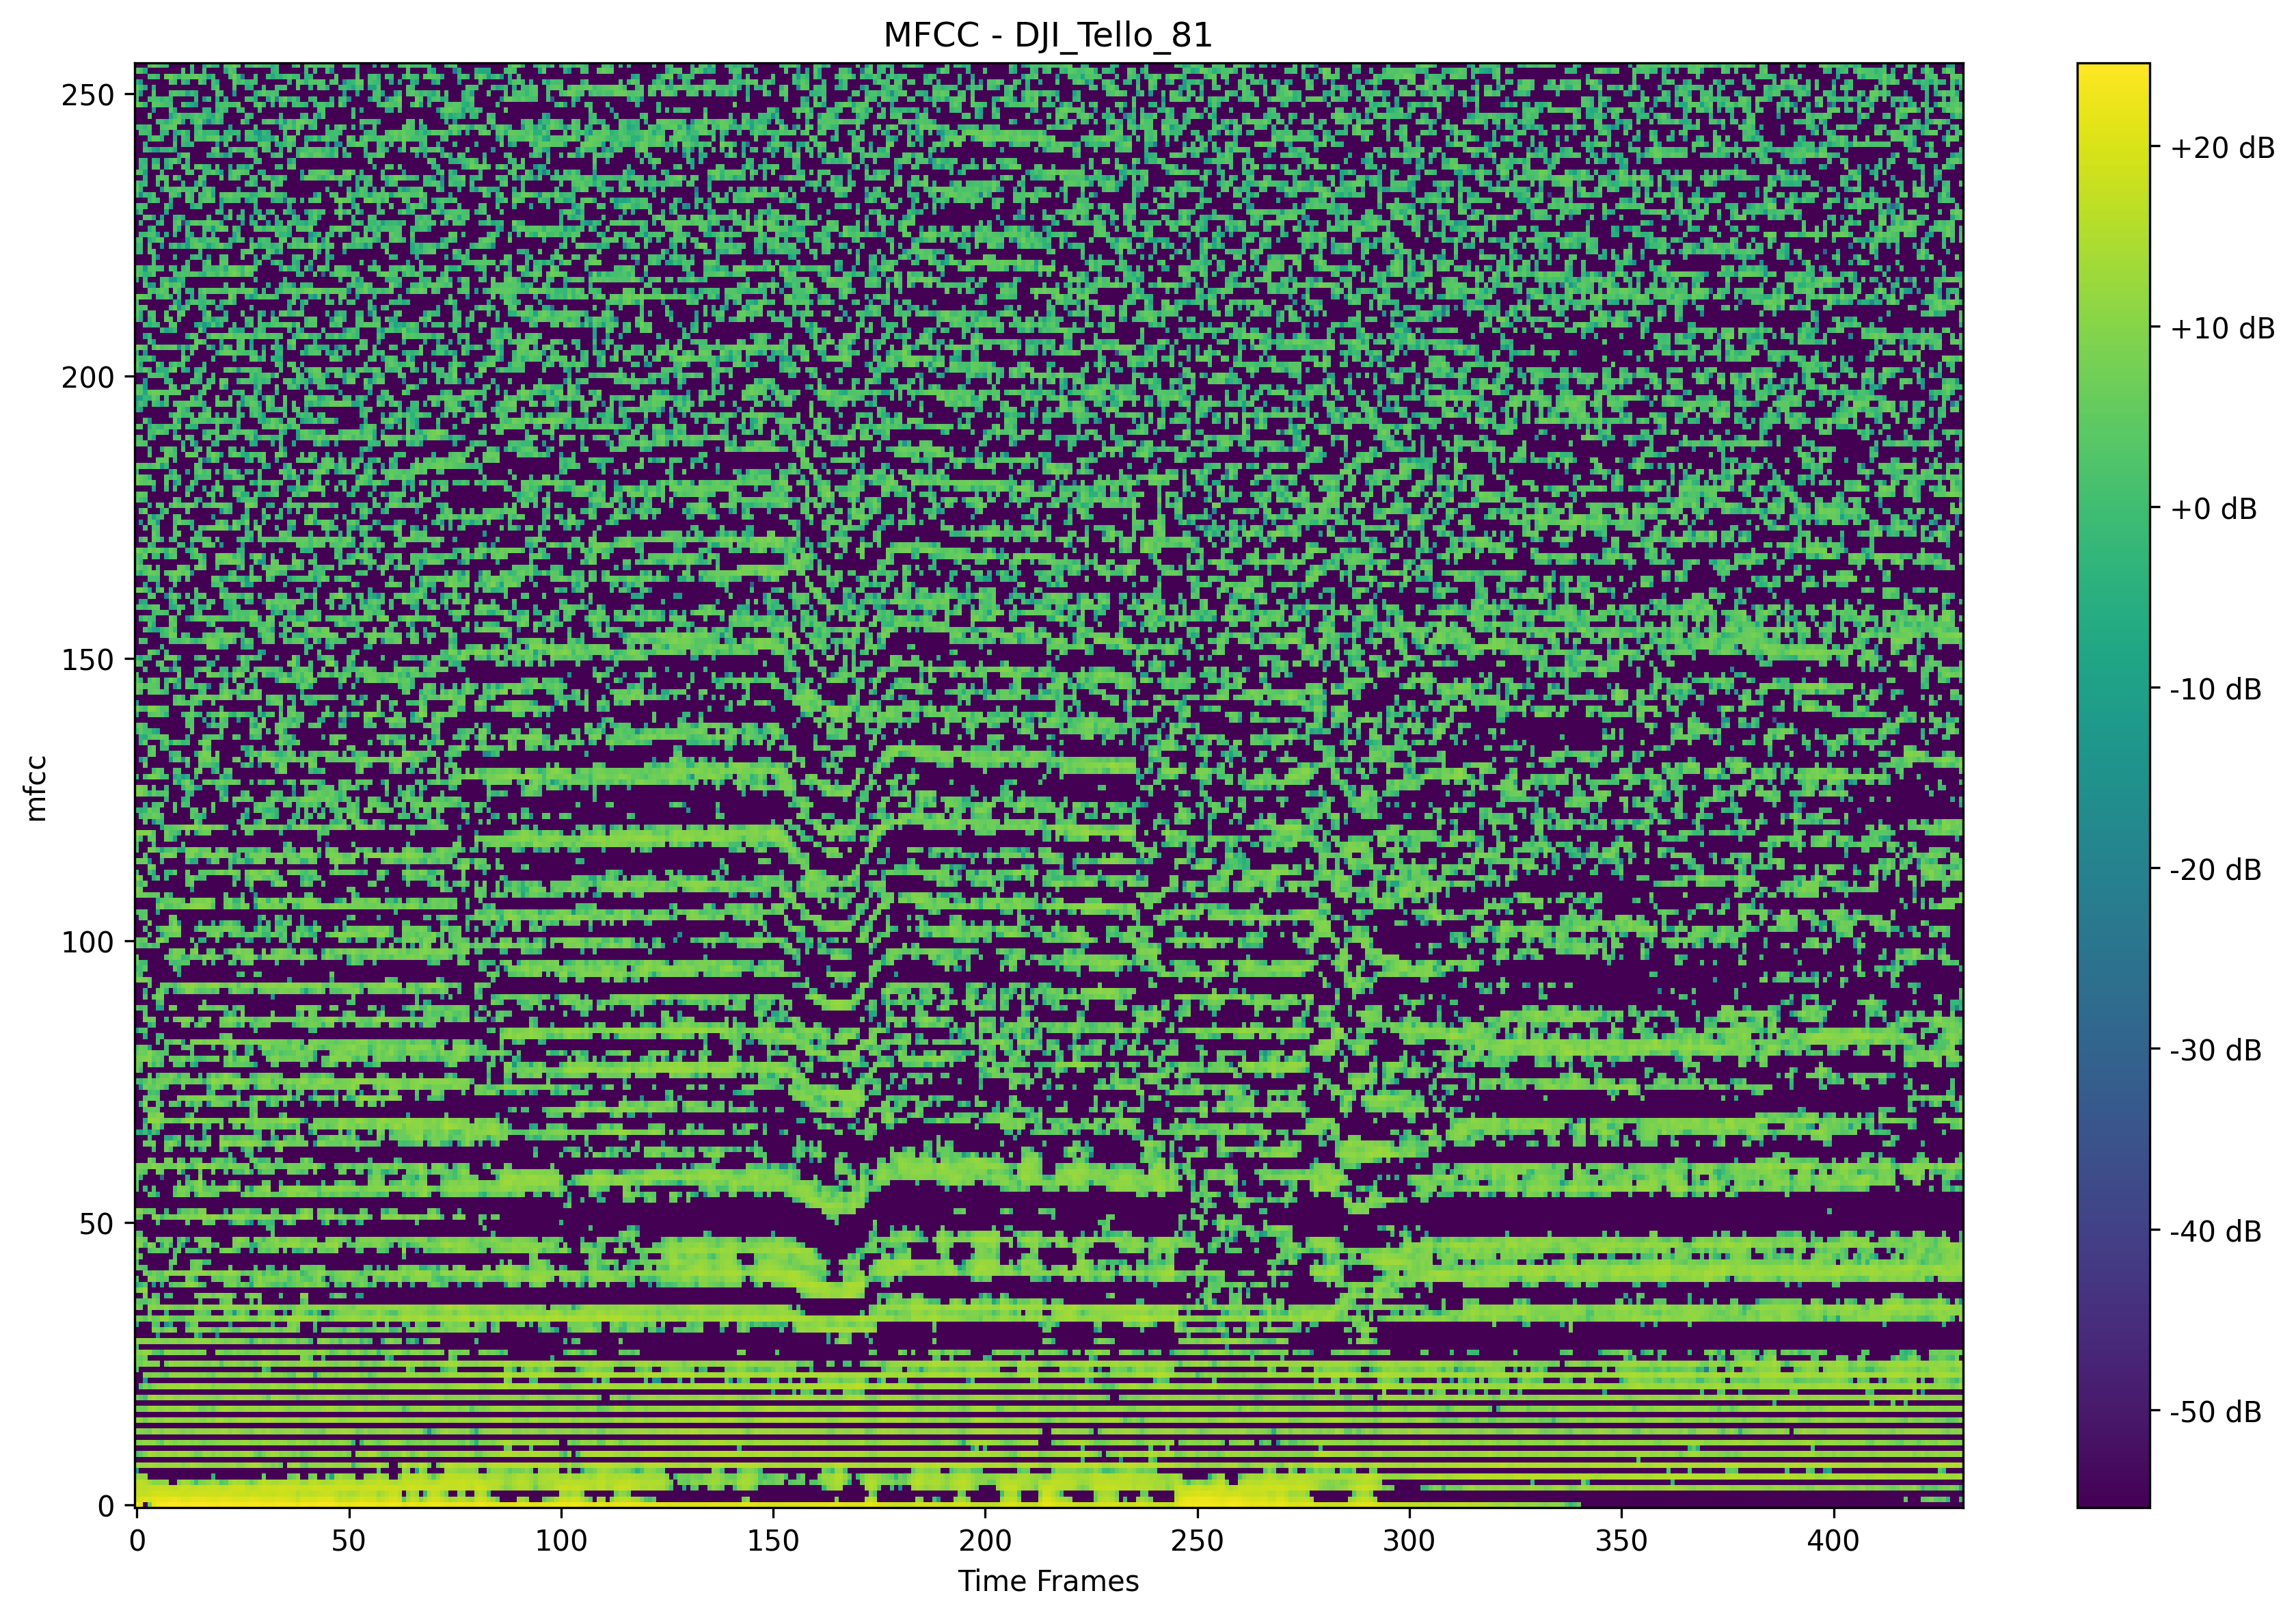 MFCC - DJI_Tello_81
mfcc
250
200
150
100
50
0
0 50 100 150 200 250 300 350 400
Time Frames
+20 dB
+10 dB
+0 dB
-10 dB
-20 dB
-30 dB
-40 dB
-50 dB